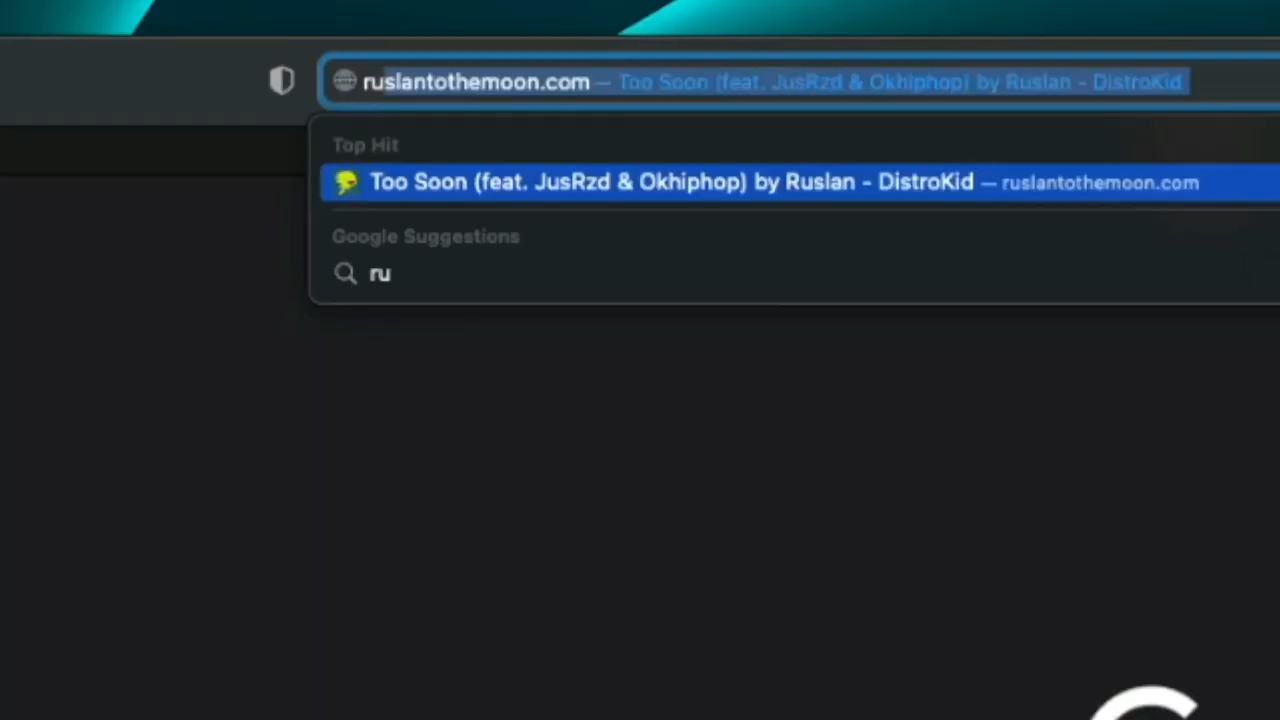 ruslantothemoon.com — Too Soon (feat. JusRzd & Okhiphop) by Ruslan - DistroKid
Top Hit
Too Soon (feat. JusRzd & Okhiphop) by Ruslan - DistroKid — ruslantothemoon.com
Google Suggestions
ru